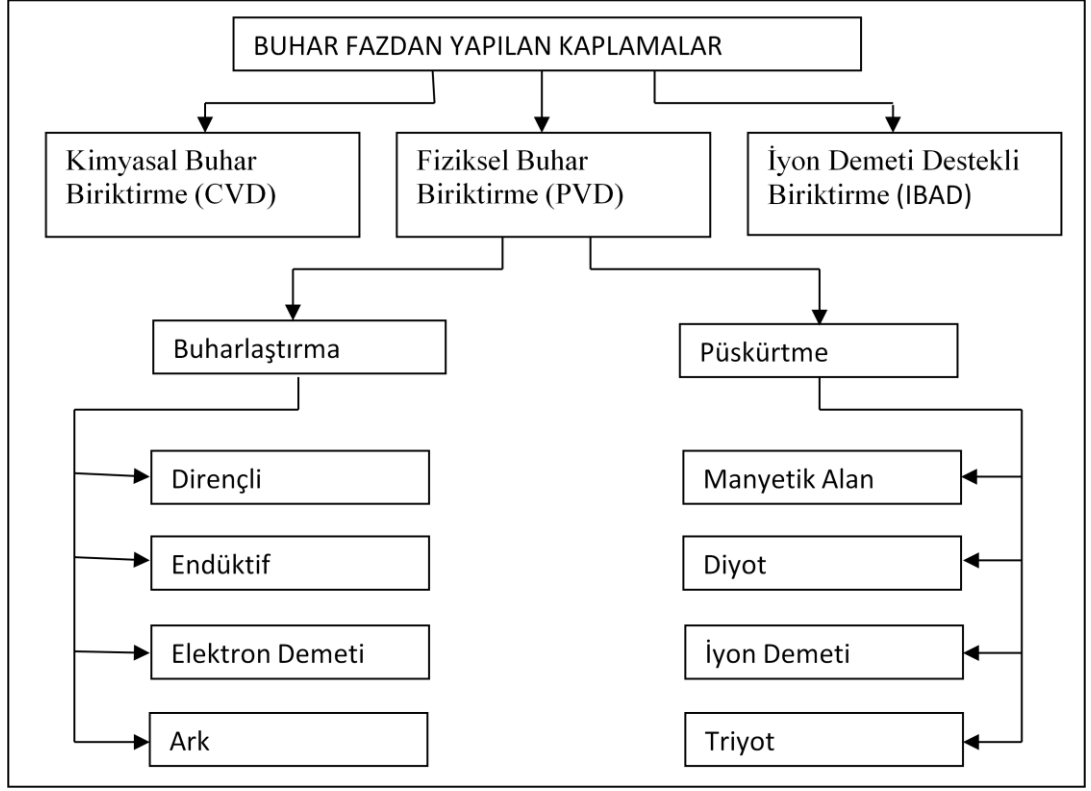 BUHAR FAZDAN YAPILAN KAPLAMALAR
Kimyasal Buhar
Biriktirme (CVD)
Fiziksel Buhar
Biriktirme (PVD)
İyon Demeti Destekli
Biriktirme (IBAD)
Buharlaştırma
Püskürtme
Dirençli
Endüktif
Elektron Demeti
Ark
Manyetik Alan
Diyot
İyon Demeti
Triyot